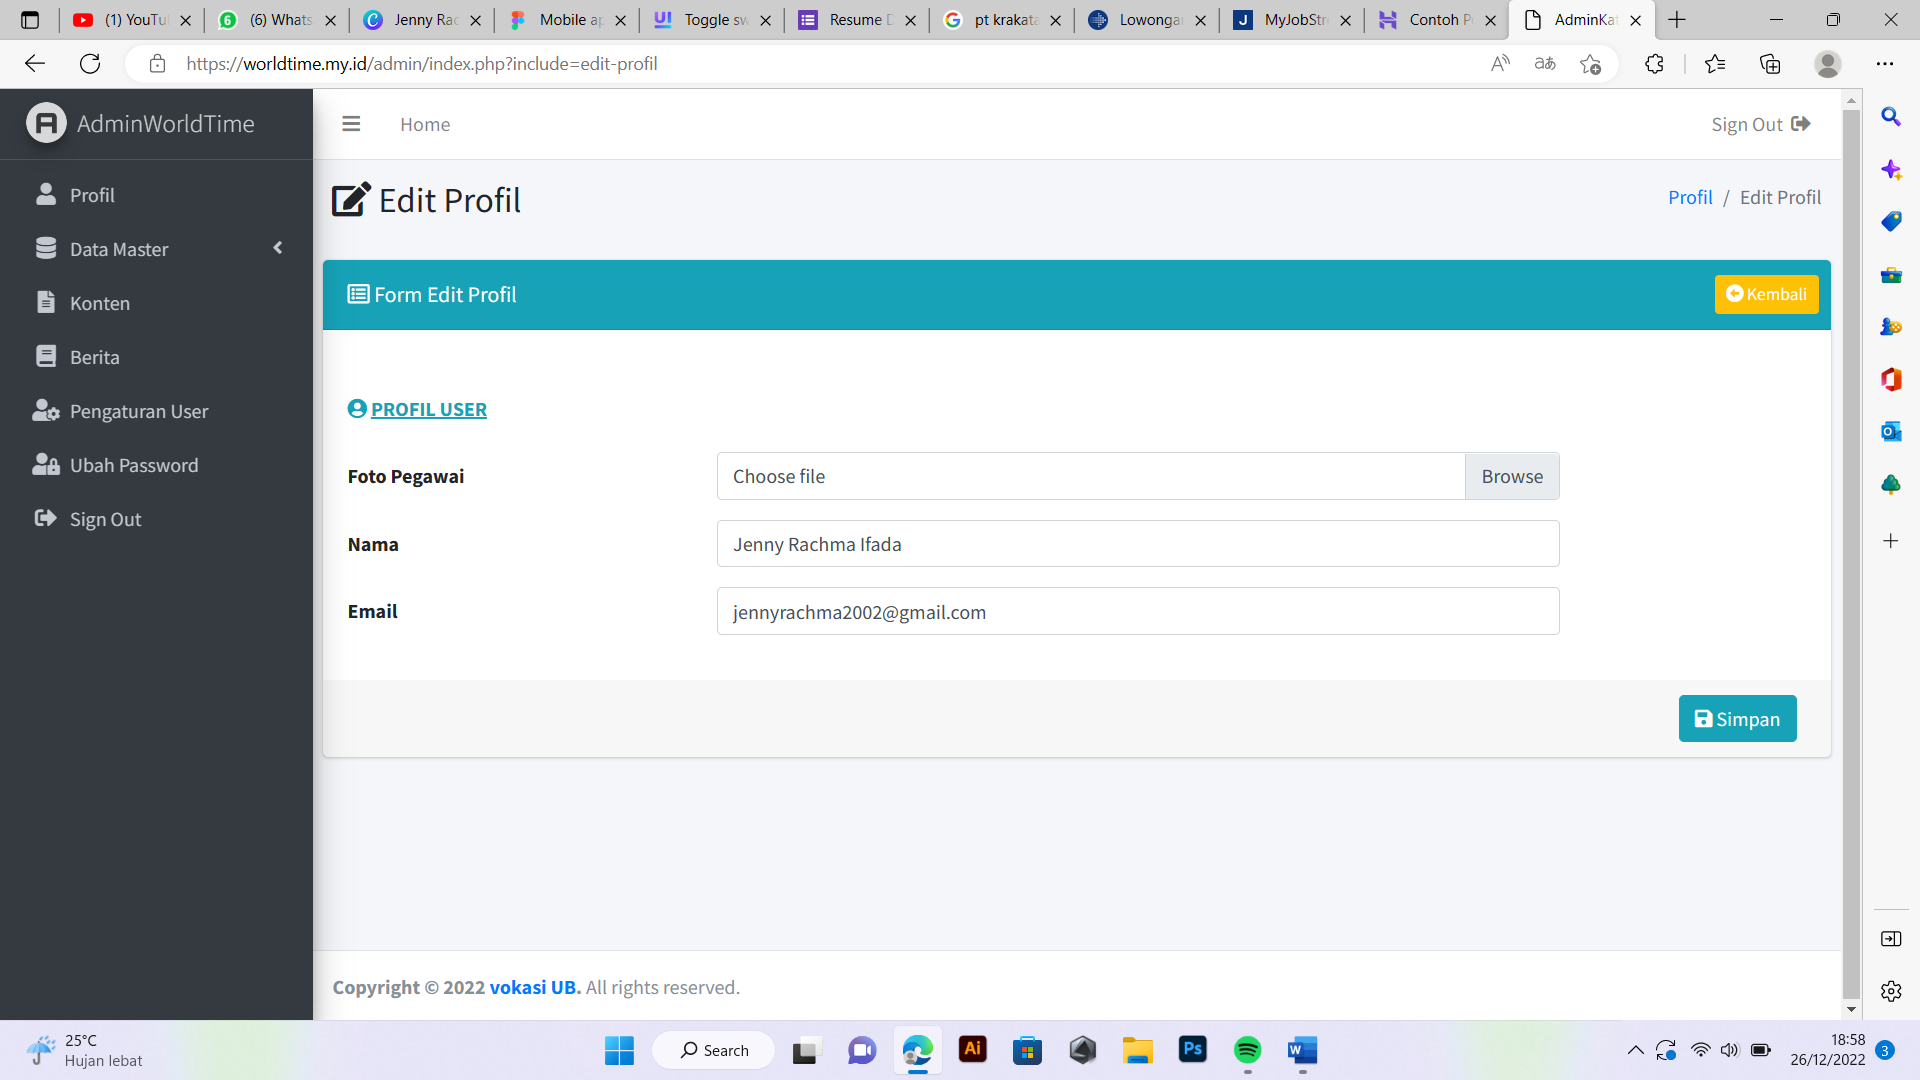 (1) YouTu
(6) Whats
Jenny Rac
Mobile ap
Toggle sw
Resume D
pt krakata
Lowongan
MyJobStr
Contoh P
AdminKat
https://worldtime.my.id/admin/index.php?include=edit-profil
AdminWorldTime
Home
Sign Out
Profil
Data Master
Konten
Berita
Pengaturan User
Ubah Password
Sign Out
Edit Profil
Profil / Edit Profil
Form Edit Profil
Kembali
PROFIL USER
Foto Pegawai
Choose file
Browse
Nama
Jenny Rachma Ifada
Email
jennyrachma2002@gmail.com
Simpan
Copyright © 2022 vokasi UB. All rights reserved.
25°C
Hujan lebat
Search
18:58
26/12/2022
3